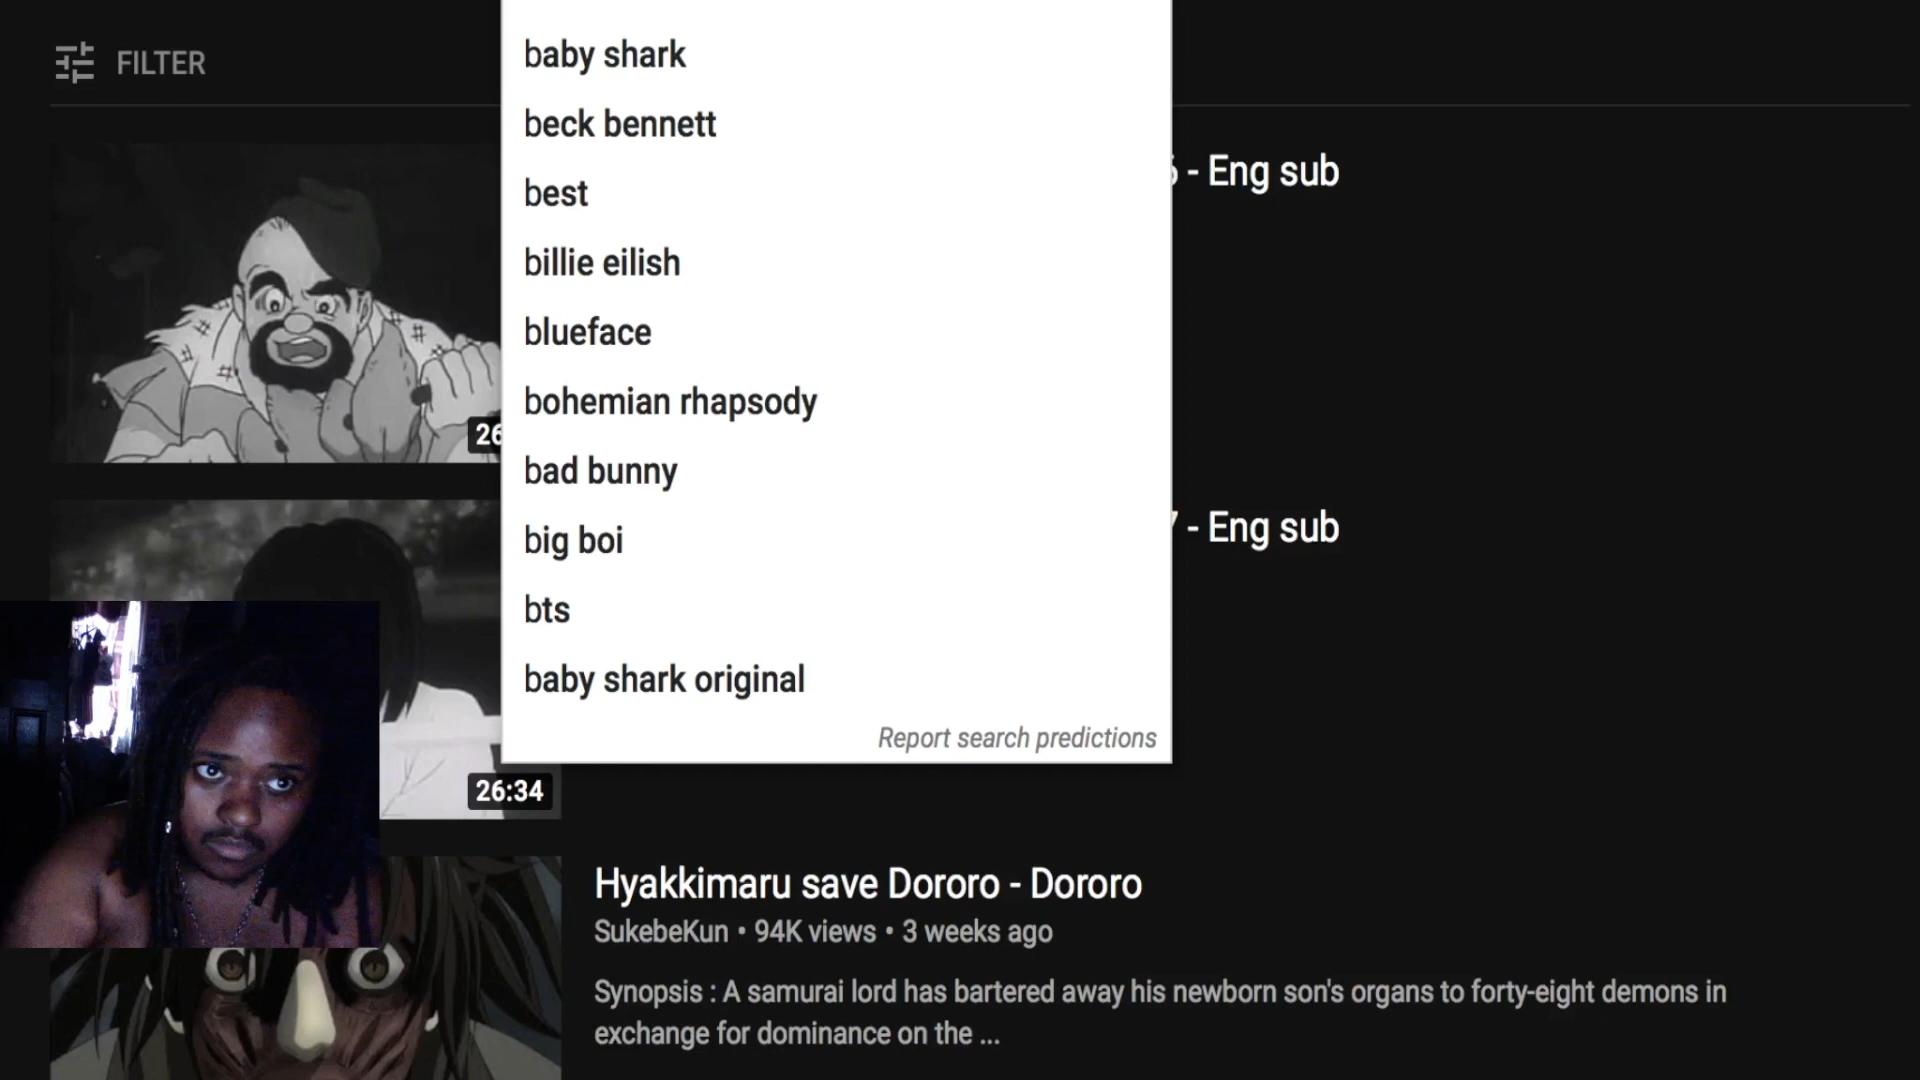 FILTER
baby shark
beck bennett
best
billie eilish
blueface
bohemian rhapsody
bad bunny
big boi
bts
baby shark original
Report search predictions
- Eng sub
26
- Eng sub
26:34
Hyakkimaru save Dororo - Dororo
SukebeKun • 94K views • 3 weeks ago
Synopsis : A samurai lord has bartered away his newborn son's organs to forty-eight demons in
exchange for dominance on the ...